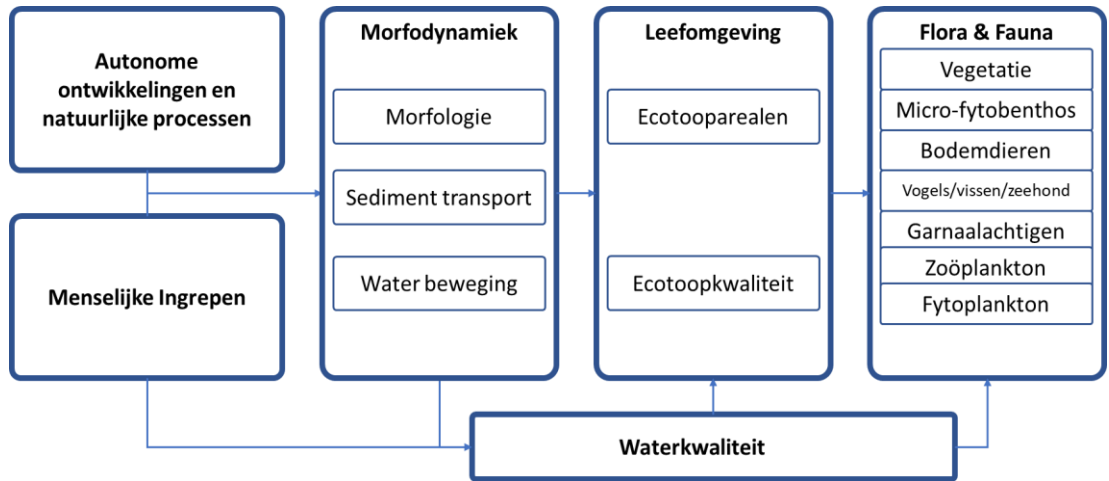 Autonome
ontwikkelingen en
natuurlijke processen
Menselijke Ingrepen
Morfodynamiek
Morfologie
Sediment transport
Water beweging
Leefomgeving
Ecotooparealen
Ecotoopkwaliteit
Flora & Fauna
Vegetatie
Micro-fytobenthos
Bodemdieren
Vogels/vissen/zeehond
Garnaalachtigen
Zoöplankton
Fytoplankton
Waterkwaliteit